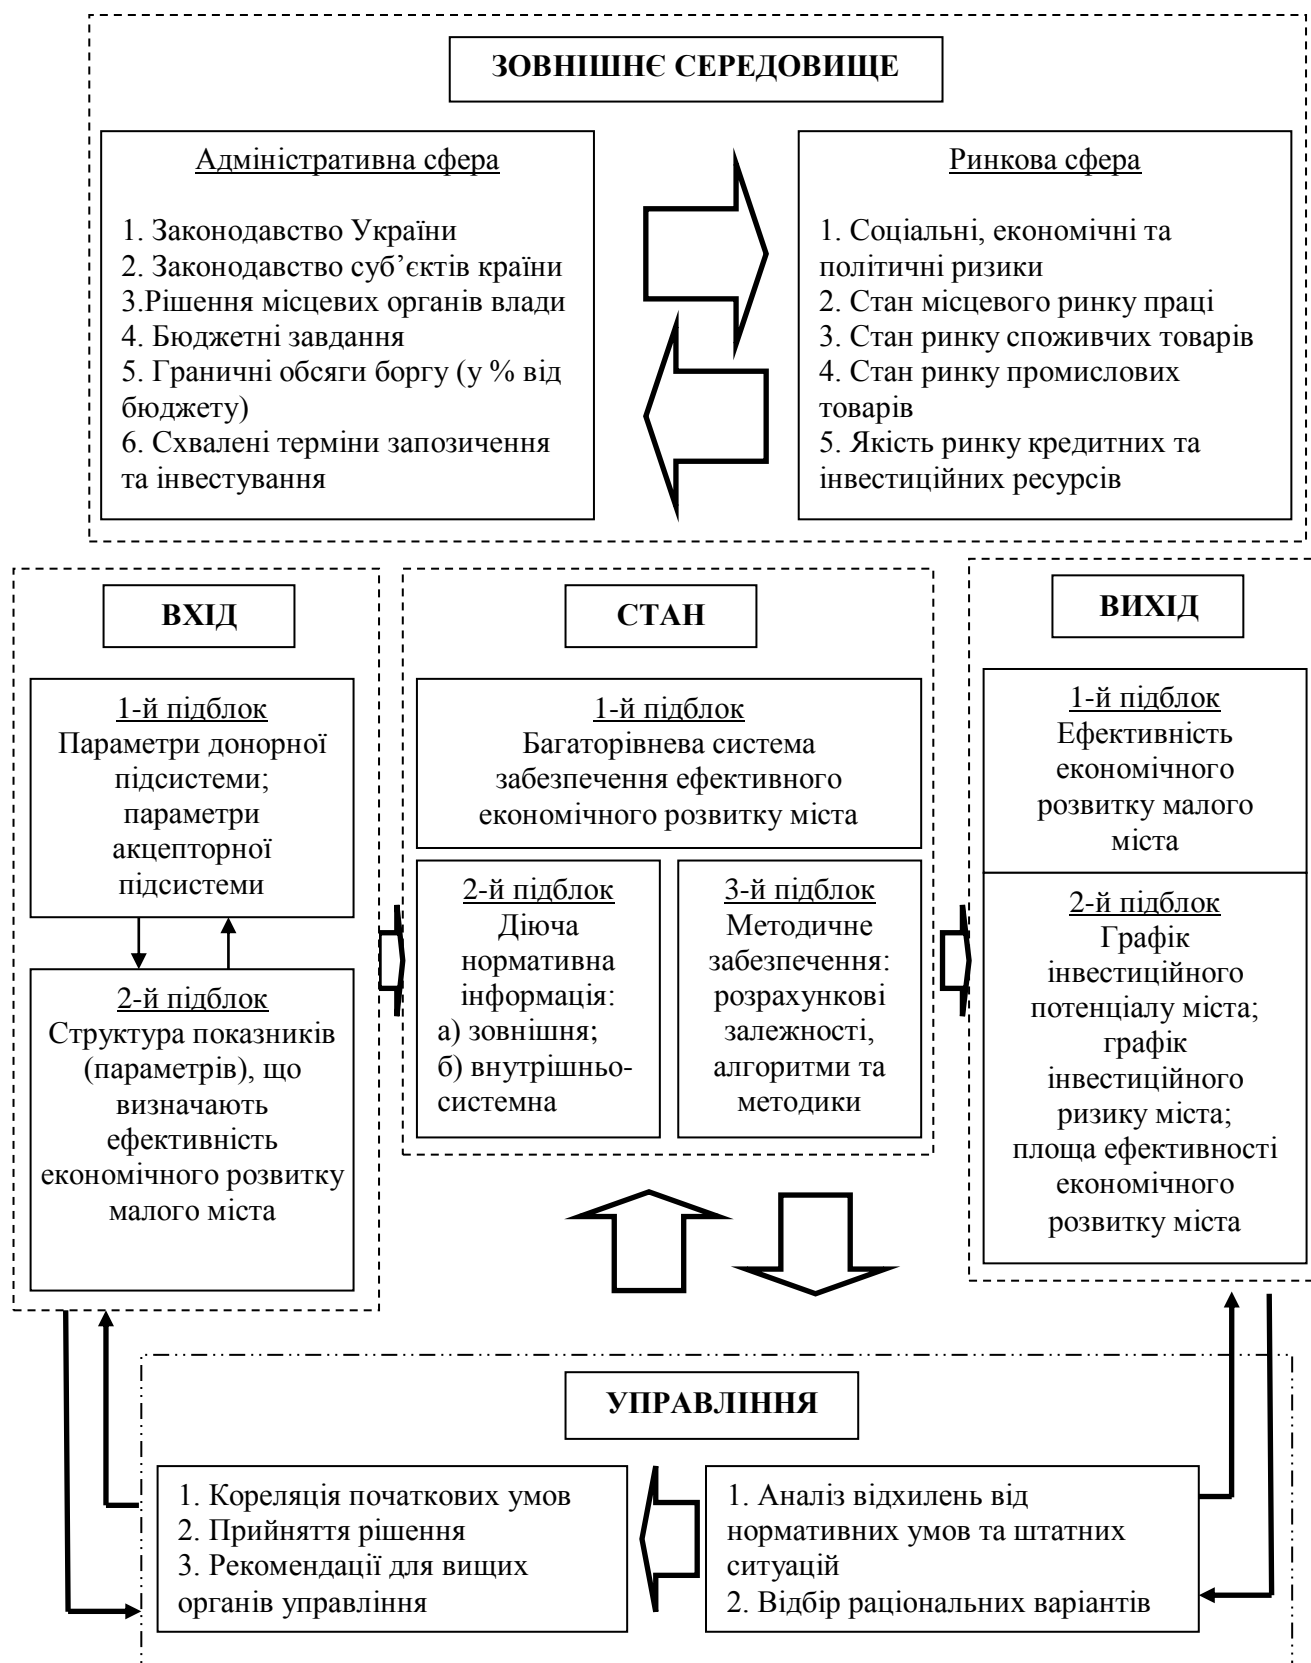 ЗОВНІШНЄ СЕРЕДОВИЩЕ
Адміністративна сфера
1. Законодавство України
2. Законодавство суб’єктів країни
3.Рішення місцевих органів влади
4. Бюджетні завдання
5. Граничні обсяги боргу (у % від
бюджету)
6. Схвалені терміни запозичення
та інвестування
Ринкова сфера
1. Соціальні, економічні та
політичні ризики
2. Стан місцевого ринку праці
3. Стан ринку споживчих товарів
4. Стан ринку промислових
товарів
5. Якість ринку кредитних та
інвестиційних ресурсів
ВХІД
1-й підблок
Параметри донорної
підсистеми;
параметри
акцепторної
підсистеми
2-й підблок
Структура показників
(параметрів), що
визначають
ефективність
економічного розвитку
малого міста
СТАН
1-й підблок
Багаторівнева система
забезпечення ефективного
економічного розвитку міста
2-й підблок
Діюча
нормативна
інформація:
а) зовнішня;
б) внутрішньо-
системна
3-й підблок
Методичне
забезпечення:
розрахункові
залежності,
алгоритми та
методики
ВИХІД
1-й підблок
Ефективність
економічного
розвитку малого
міста
2-й підблок
Графік
інвестиційного
потенціалу міста;
графік
інвестиційного
ризику міста;
площа ефективності
економічного
розвитку міста
УПРАВЛІННЯ
1. Кореляція початкових умов
2. Прийняття рішення
3. Рекомендації для вищих
органів управління
1. Аналіз відхилень від
нормативних умов та штатних
ситуацій
2. Відбір раціональних варіантів